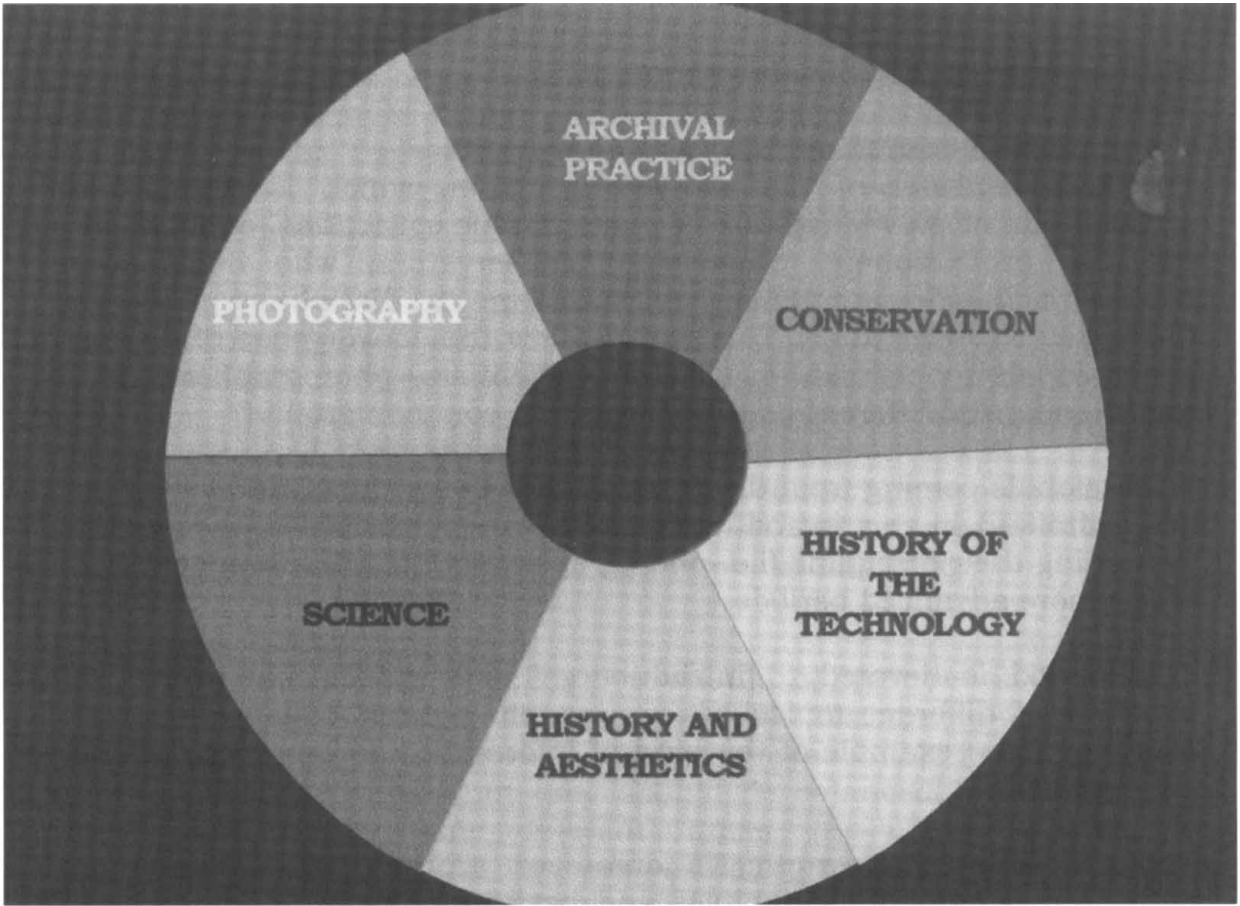 ARCHIVAL
PRACTICE
PHOTOGRAPHY
CONSERVATION
HISTORY OF
THE
TECHNOLOGY
SCIENCE
HISTORY AND
AESTHETICS